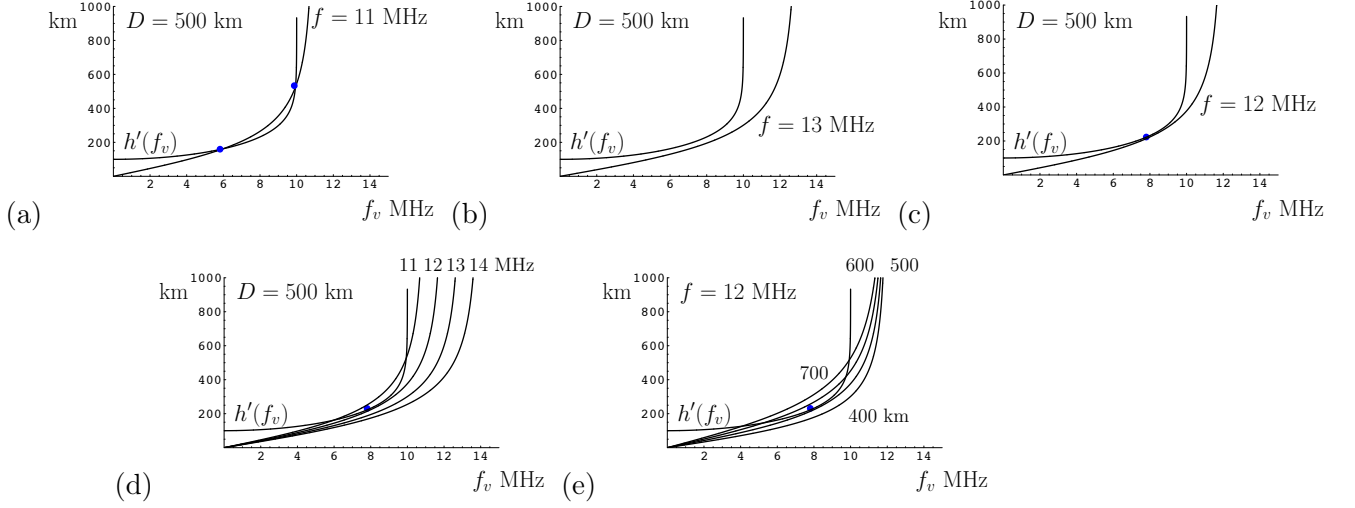 km
D = 500 km
f = 11 MHz
1000
800
600
400
200
h′(f_v)
2 4 6 8 10 12 14
f_v MHz
(a)
km
D = 500 km
1000
800
600
400
200
f = 13 MHz
h′(f_v)
2 4 6 8 10 12 14
f_v MHz
(b)
km
D = 500 km
1000
800
600
400
200
f = 12 MHz
h′(f_v)
2 4 6 8 10 12 14
f_v MHz
(c)
11 12 13 14 MHz
km
D = 500 km
1000
800
600
400
200
h′(f_v)
2 4 6 8 10 12 14
f_v MHz
(d)
600 500
km
f = 12 MHz
1000
800
600
400
200
700
h′(f_v)
400 km
2 4 6 8 10 12 14
f_v MHz
(e)